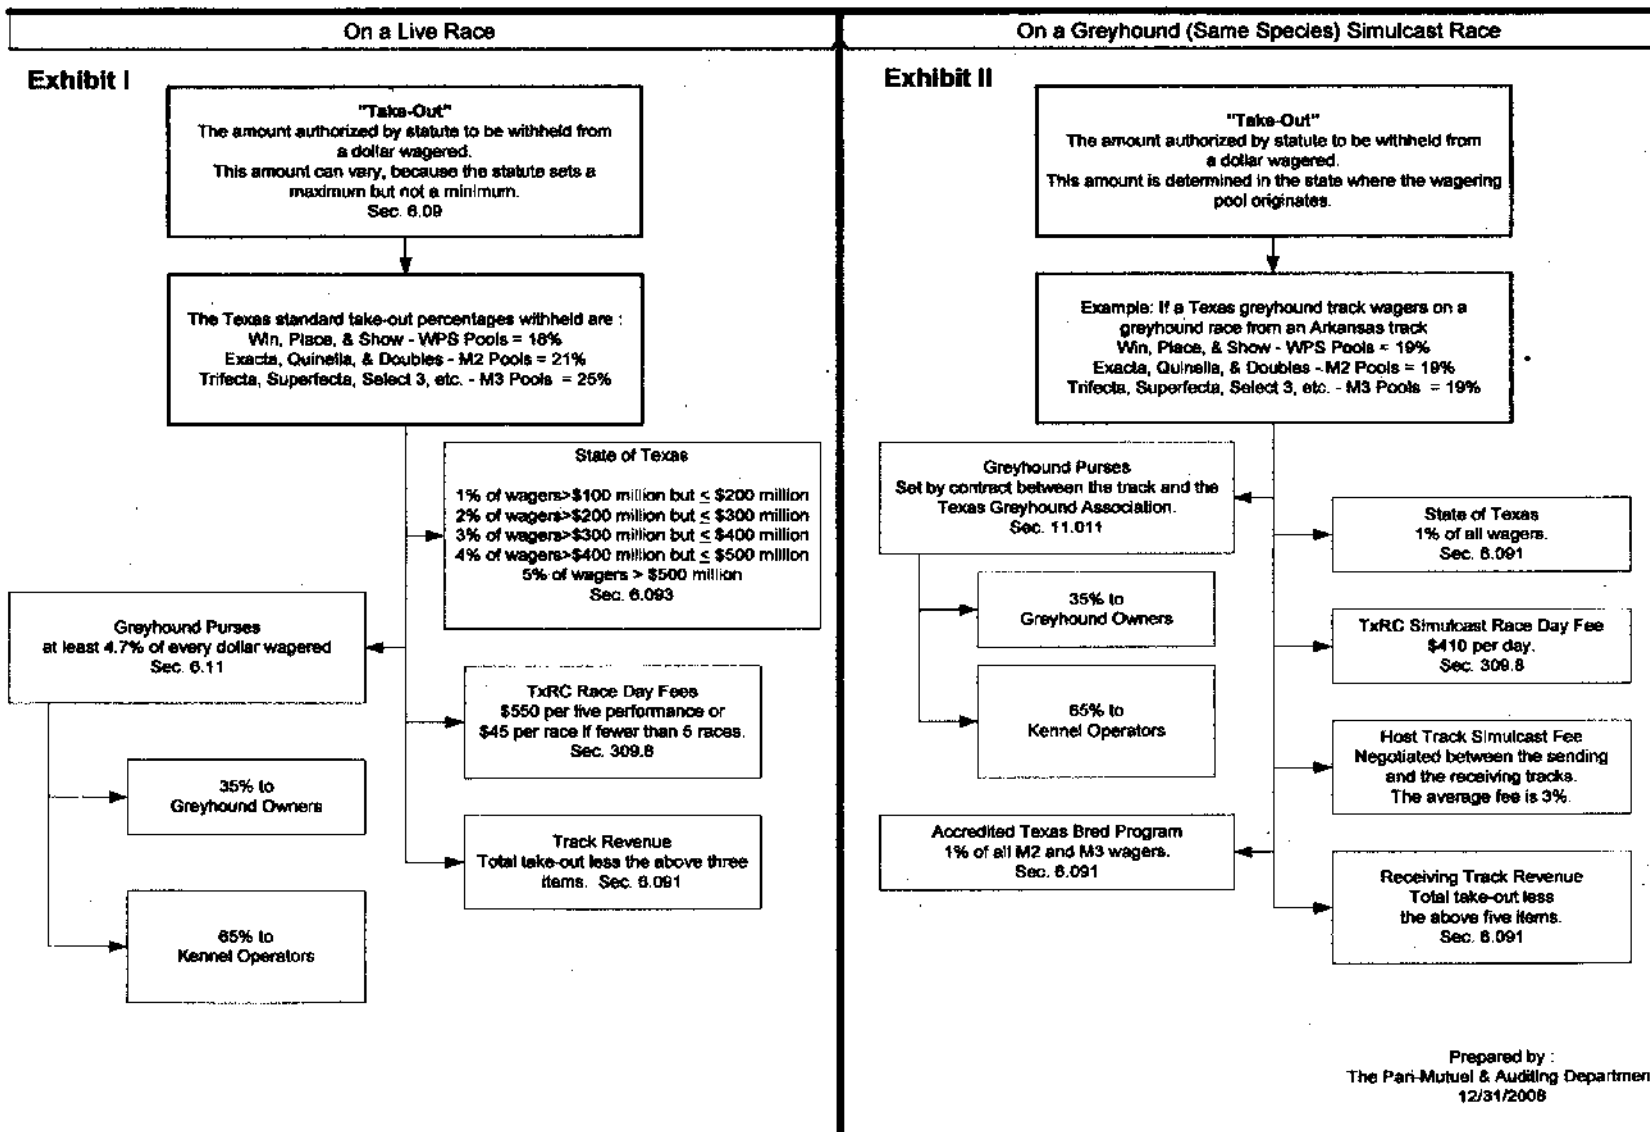 On a Live Race
Exhibit I
"Take-Out"
The amount authorized by statute to be withheld from
a dollar wagered.
This amount can vary, because the statute sets a
maximum but not a minimum.
Sec. 6.09
The Texas standard take-out percentages withheld are :
Win, Place, & Show - WPS Pools = 18%
Exacta, Quinella, & Doubles - M2 Pools = 21%
Trifecta, Superfecta, Select 3, etc. - M3 Pools = 25%
State of Texas
1% of wagers>$100 million but ≤ $200 million
2% of wagers>$200 million but ≤ $300 million
3% of wagers>$300 million but ≤ $400 million
4% of wagers>$400 million but ≤ $500 million
5% of wagers > $500 million
Sec. 6.093
Greyhound Purses
at least 4.7% of every dollar wagered
Sec. 6.11
TxRC Race Day Fees
$550 per live performance or
$45 per race if fewer than 5 races.
Sec. 309.8
35% to
Greyhound Owners
Track Revenue
Total take-out less the above three
items. Sec. 6.091
65% to
Kennel Operators
On a Greyhound (Same Species) Simulcast Race
Exhibit II
"Take-Out"
The amount authorized by statute to be withheld from
a dollar wagered.
This amount is determined in the state where the wagering
pool originates.
Example: If a Texas greyhound track wagers on a
greyhound race from an Arkansas track
Win, Place, & Show - WPS Pools = 19%
Exacta, Quinella, & Doubles - M2 Pools = 19%
Trifecta, Superfecta, Select 3, etc. - M3 Pools = 19%
Greyhound Purses
Set by contract between the track and the
Texas Greyhound Association.
Sec. 11.011
State of Texas
1% of all wagers.
Sec. 6.091
35% to
Greyhound Owners
TxRC Simulcast Race Day Fee
$410 per day.
Sec. 309.8
65% to
Kennel Operators
Host Track Simulcast Fee
Negotiated between the sending
and the receiving tracks.
The average fee is 3%.
Accredited Texas Bred Program
1% of all M2 and M3 wagers.
Sec. 6.091
Receiving Track Revenue
Total take-out less
the above five items.
Sec. 6.091
Prepared by :
The Pari-Mutuel & Auditing Departmen
12/31/2008